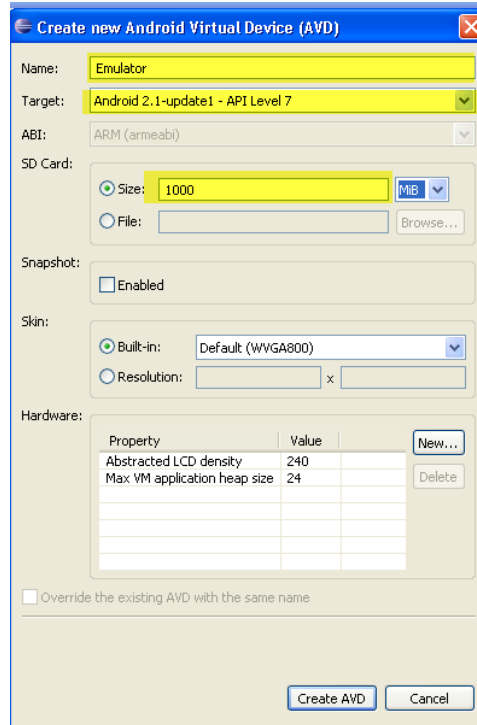 Create new Android Virtual Device (AVD)
Name: Emulator
Target: Android 2.1-update1 - API Level 7
ABI: ARM (armeabi)
SD Card:
Size: 1000 MiB
File: Browse...
Snapshot:
Enabled
Skin:
Built-in: Default (WVGA800)
Resolution: x
Hardware:
Property Value New...
Abstracted LCD density 240
Max VM application heap size 24 Delete
Override the existing AVD with the same name
Create AVD Cancel